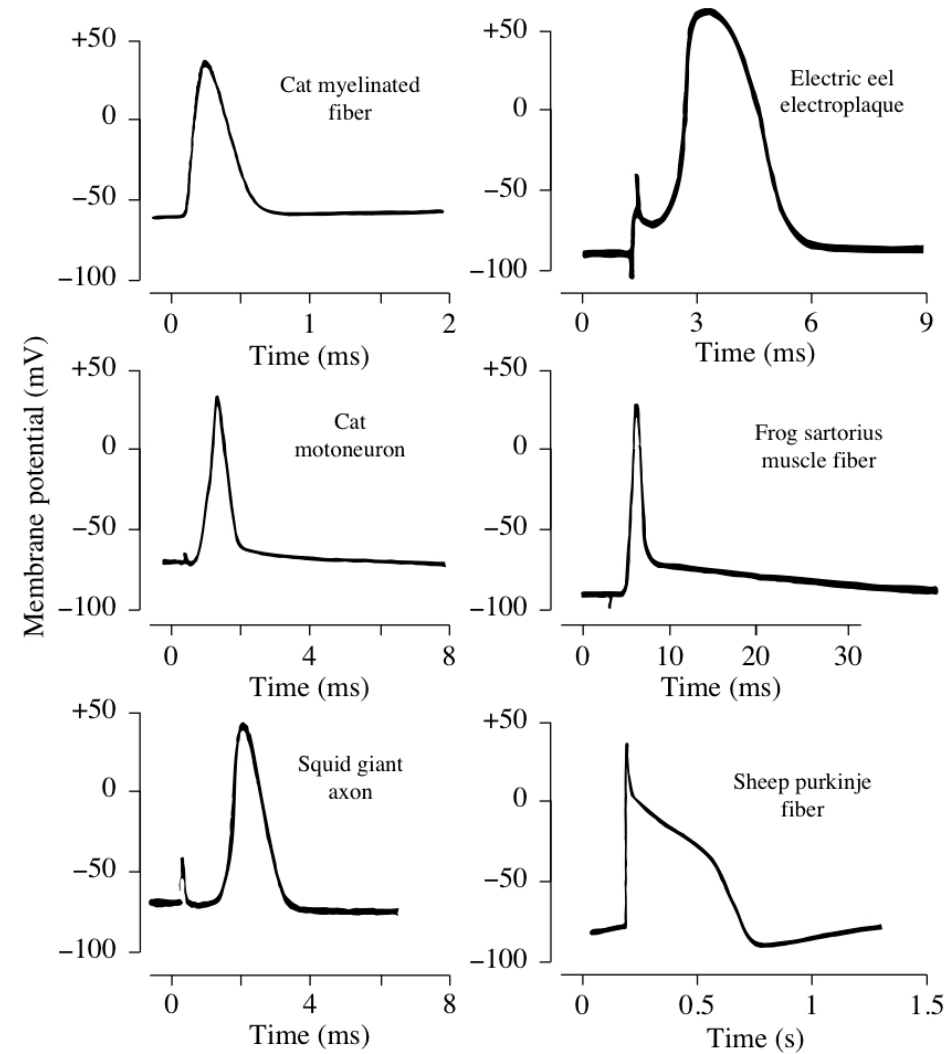 Membrane potential (mV)
+50
0
−50
−100
Cat myelinated
fiber
0 1 2
Time (ms)
+50
0
−50
−100
Electric eel
electroplaque
0 3 6 9
Time (ms)
+50
0
−50
−100
Cat
motoneuron
0 4 8
Time (ms)
+50
0
−50
−100
Frog sartorius
muscle fiber
0 10 20 30
Time (ms)
+50
0
−50
−100
Squid giant
axon
0 4 8
Time (ms)
+50
0
−50
−100
Sheep purkinje
fiber
0 0.5 1 1.5
Time (s)